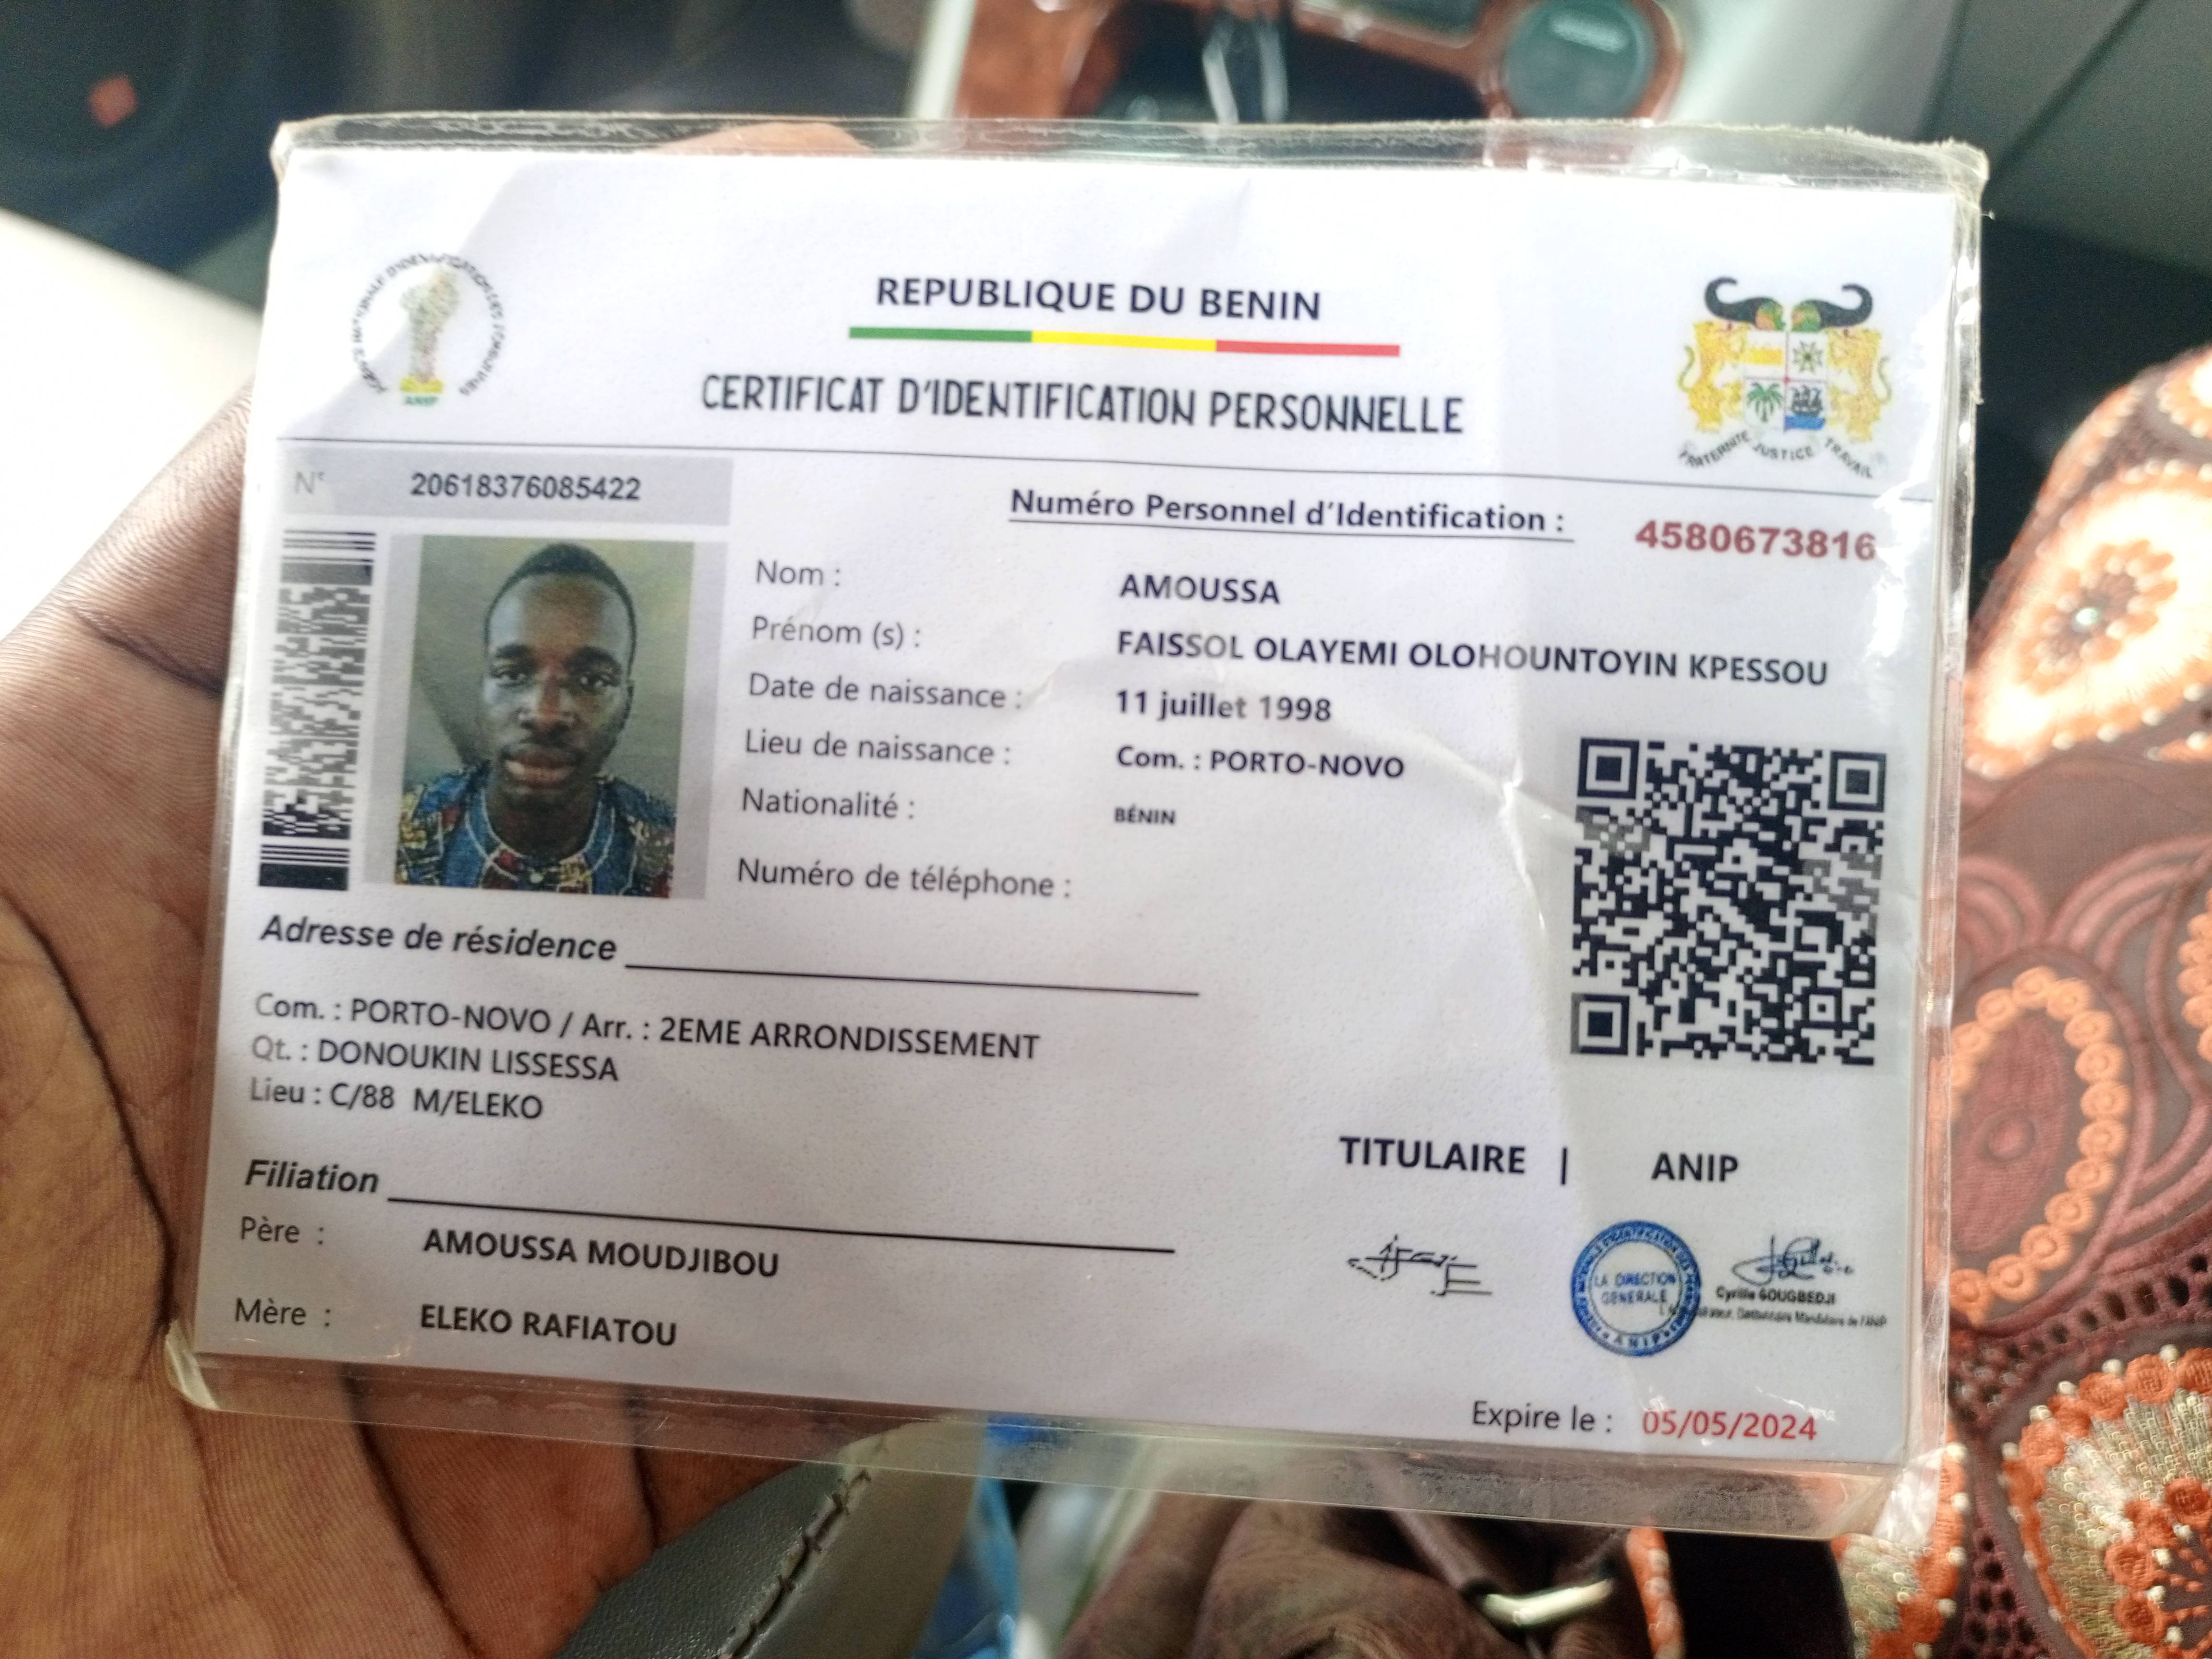 REPUBLIQUE DU BENIN
CERTIFICAT D'IDENTIFICATION PERSONNELLE
ANIP
FRATERNITE JUSTICE TRAVAIL
N° 20618376085422
Numéro Personnel d'Identification : 4580673816
Nom : AMOUSSA
Prénom (s) : FAISSOL OLAYEMI OLOHOUNTOYIN KPESSOU
Date de naissance : 11 juillet 1998
Lieu de naissance : Com. : PORTO-NOVO
Nationalité : BÉNIN
Numéro de téléphone :
Adresse de résidence
Com. : PORTO-NOVO / Arr. : 2EME ARRONDISSEMENT
Qt. : DONOUKIN LISSESSA
Lieu : C/88 M/ELEKO
Filiation
Père : AMOUSSA MOUDJIBOU
Mère : ELEKO RAFIATOU
TITULAIRE | ANIP
LA DIRECTION
GENERALE
ANIP
Cyrille GOUGBEDJI
Mandataire de l'ANIP
Expire le : 05/05/2024